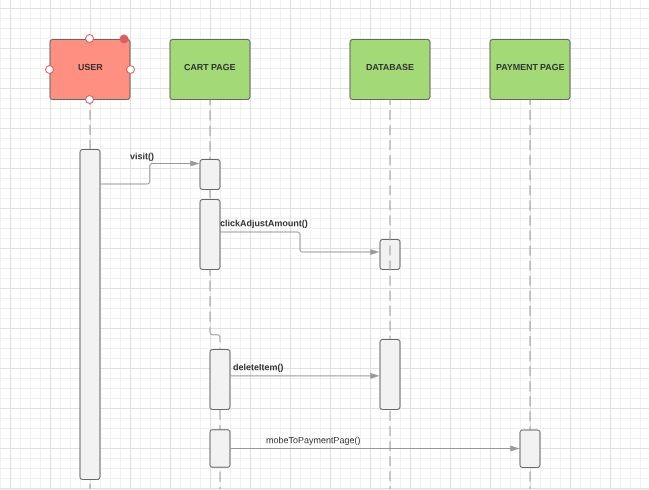 USER
CART PAGE
DATABASE
PAYMENT PAGE
visit()
clickAdjustAmount()
deleteItem()
mobeToPaymentPage()